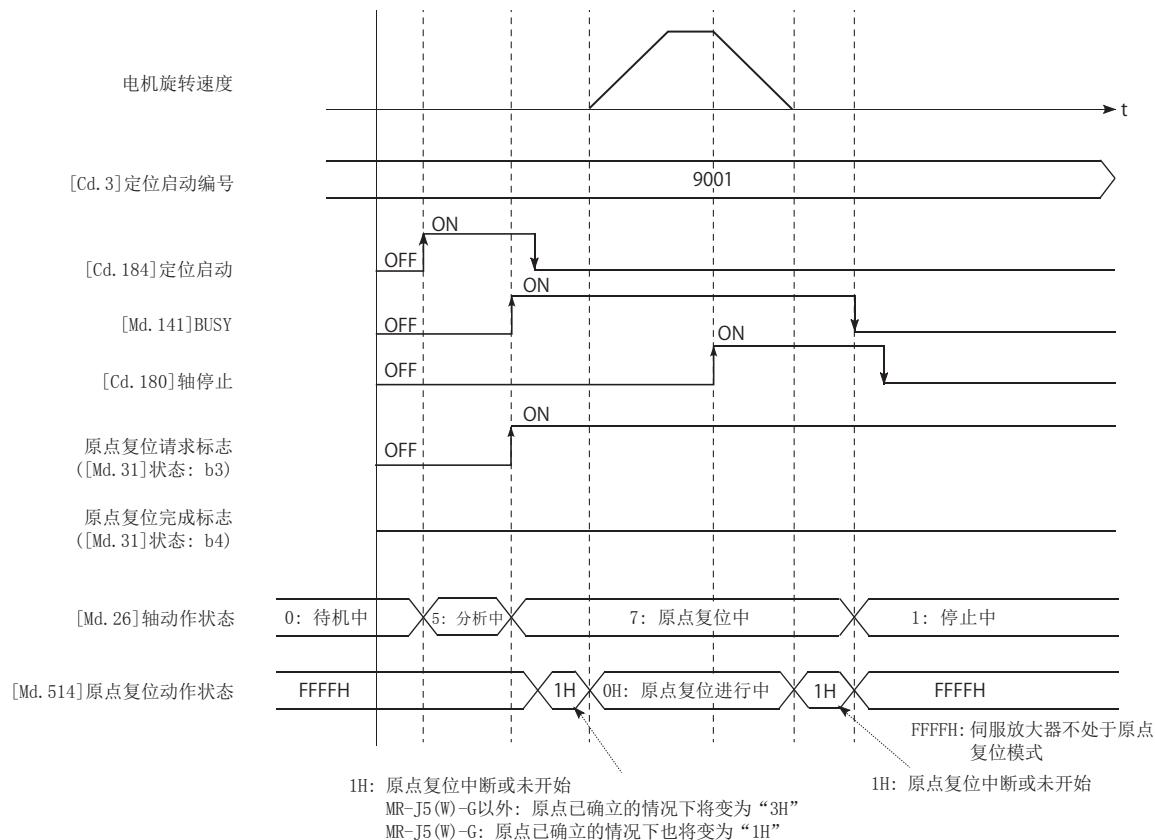 电机旋转速度
t
[Cd.3]定位启动编号
9001
ON
[Cd.184]定位启动
OFF
ON
[Md.141]BUSY
OFF
ON
[Cd.180]轴停止
OFF
ON
原点复位请求标志
([Md.31]状态: b3)
OFF
原点复位完成标志
([Md.31]状态: b4)
[Md.26]轴动作状态
0: 待机中
5: 分析中
7: 原点复位中
1: 停止中
[Md.514]原点复位动作状态
FFFFH
1H
0H: 原点复位进行中
1H
FFFFH
FFFFH: 伺服放大器不处于原点
复位模式
1H: 原点复位中断或未开始
1H: 原点复位中断或未开始
MR-J5(W)-G以外: 原点已确立的情况下将变为“3H”
MR-J5(W)-G: 原点已确立的情况下也将变为“1H”